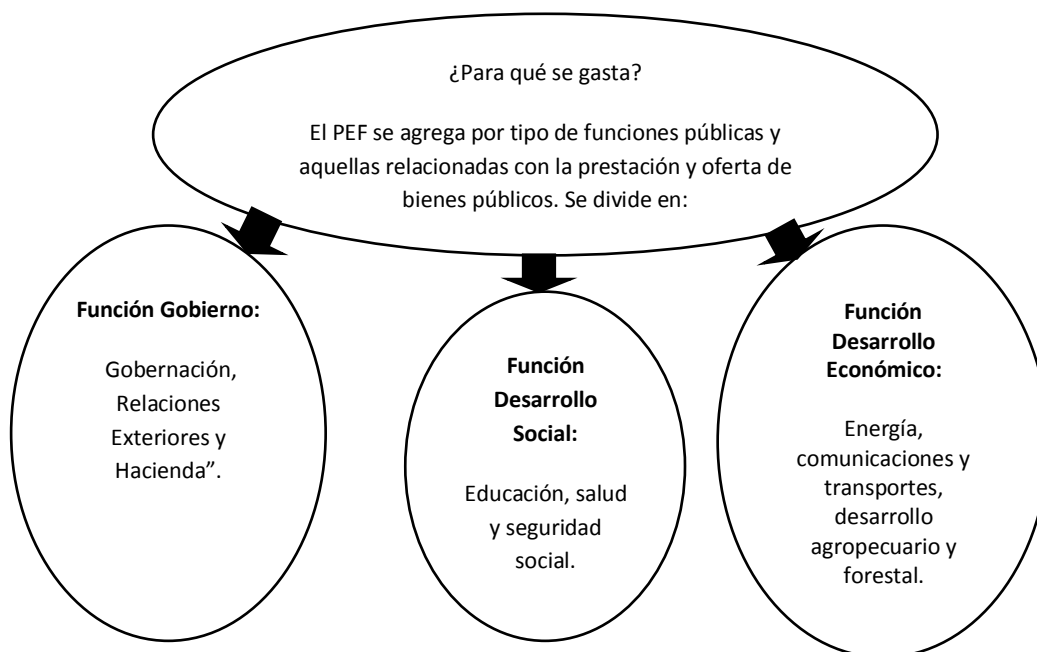 ¿Para qué se gasta?
El PEF se agrega por tipo de funciones públicas y
aquellas relacionadas con la prestación y oferta de
bienes públicos. Se divide en:
Función Gobierno:
Gobernación,
Relaciones
Exteriores y
Hacienda”.
Función
Desarrollo
Social:
Educación, salud
y seguridad
social.
Función
Desarrollo
Económico:
Energía,
comunicaciones y
transportes,
desarrollo
agropecuario y
forestal.